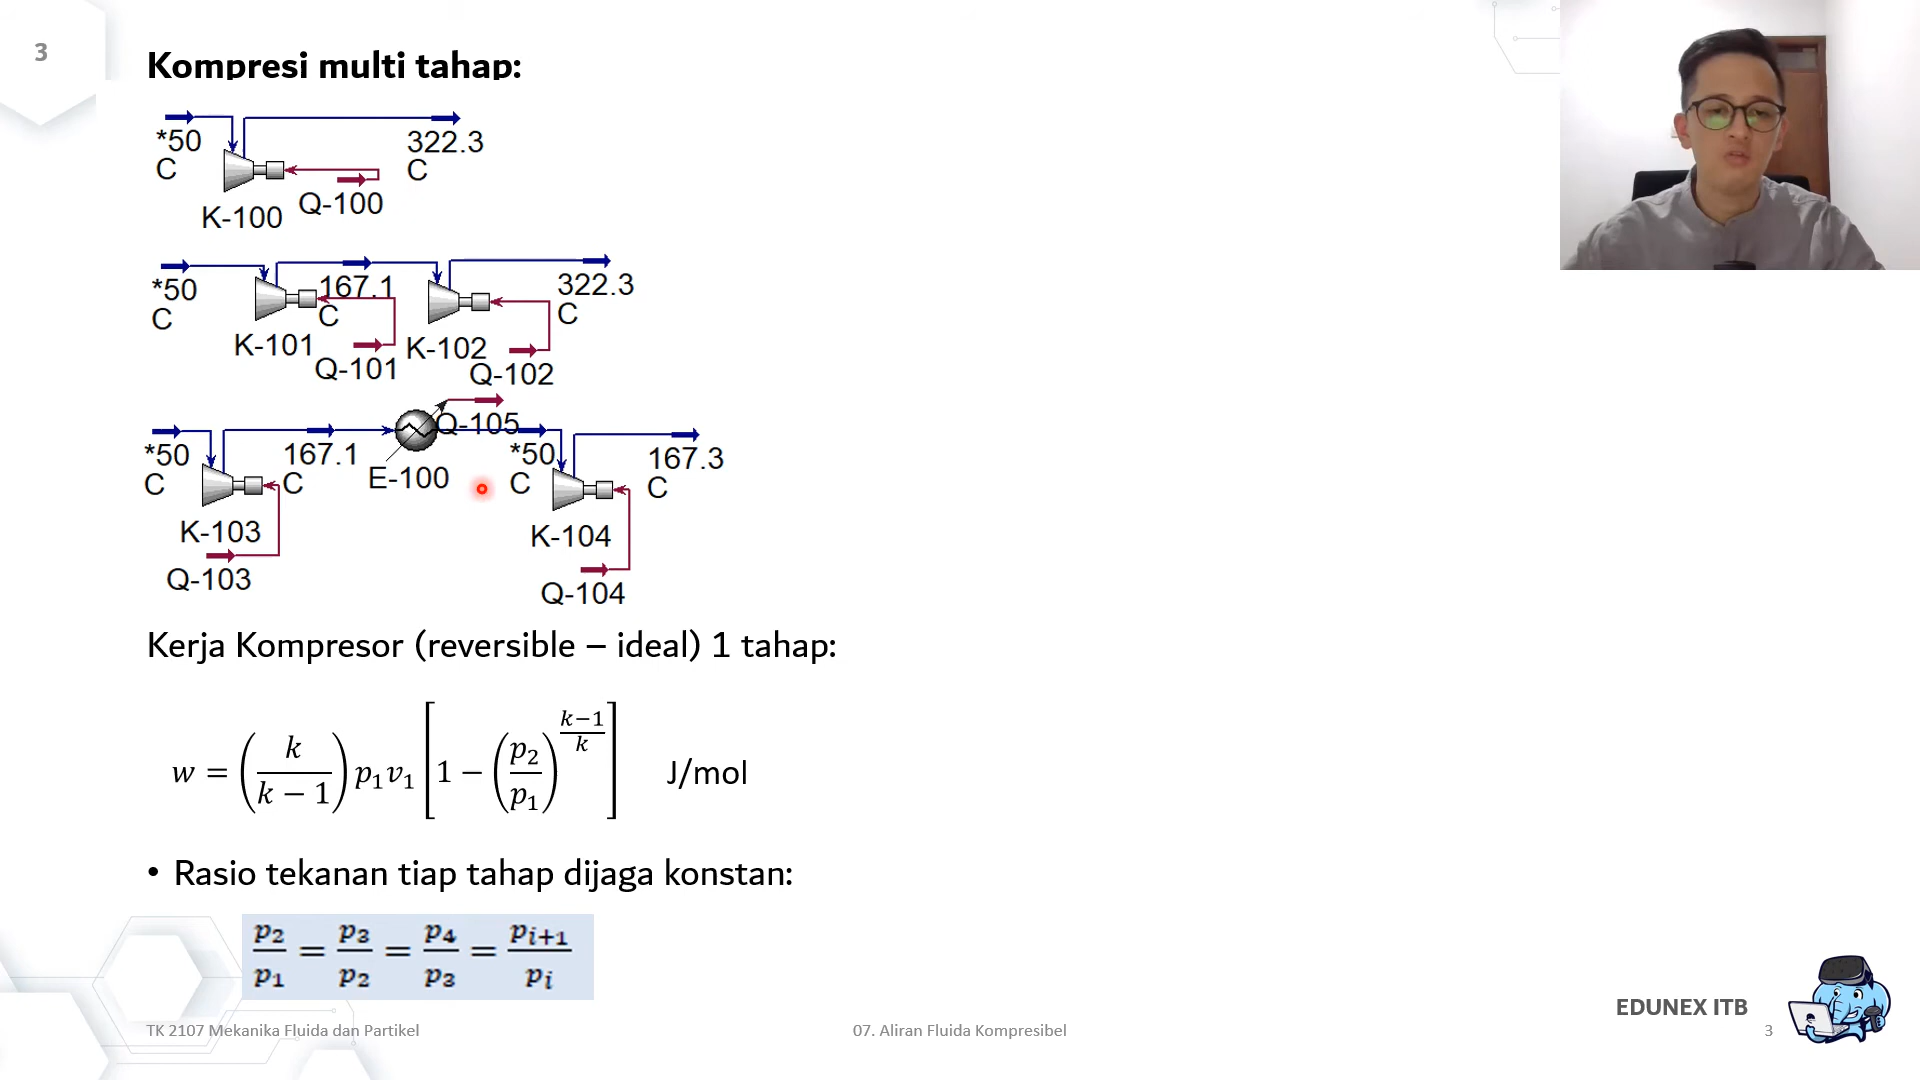 3
Kompresi multi tahap:
*50
C
322.3
C
K-100
Q-100
*50
C
167.1
C
322.3
C
K-101
Q-101
K-102
Q-102
*50
C
167.1
C
Q-105
E-100
*50
C
167.3
C
K-103
Q-103
K-104
Q-104
Kerja Kompresor (reversible – ideal) 1 tahap:
w = (k/(k−1)) p₁v₁ [1 − (p₂/p₁)^((k−1)/k)] J/mol
• Rasio tekanan tiap tahap dijaga konstan:
p₂/p₁ = p₃/p₂ = p₄/p₃ = pᵢ₊₁/pᵢ
EDUNEX ITB
TK 2107 Mekanika Fluida dan Partikel
07. Aliran Fluida Kompresibel
3